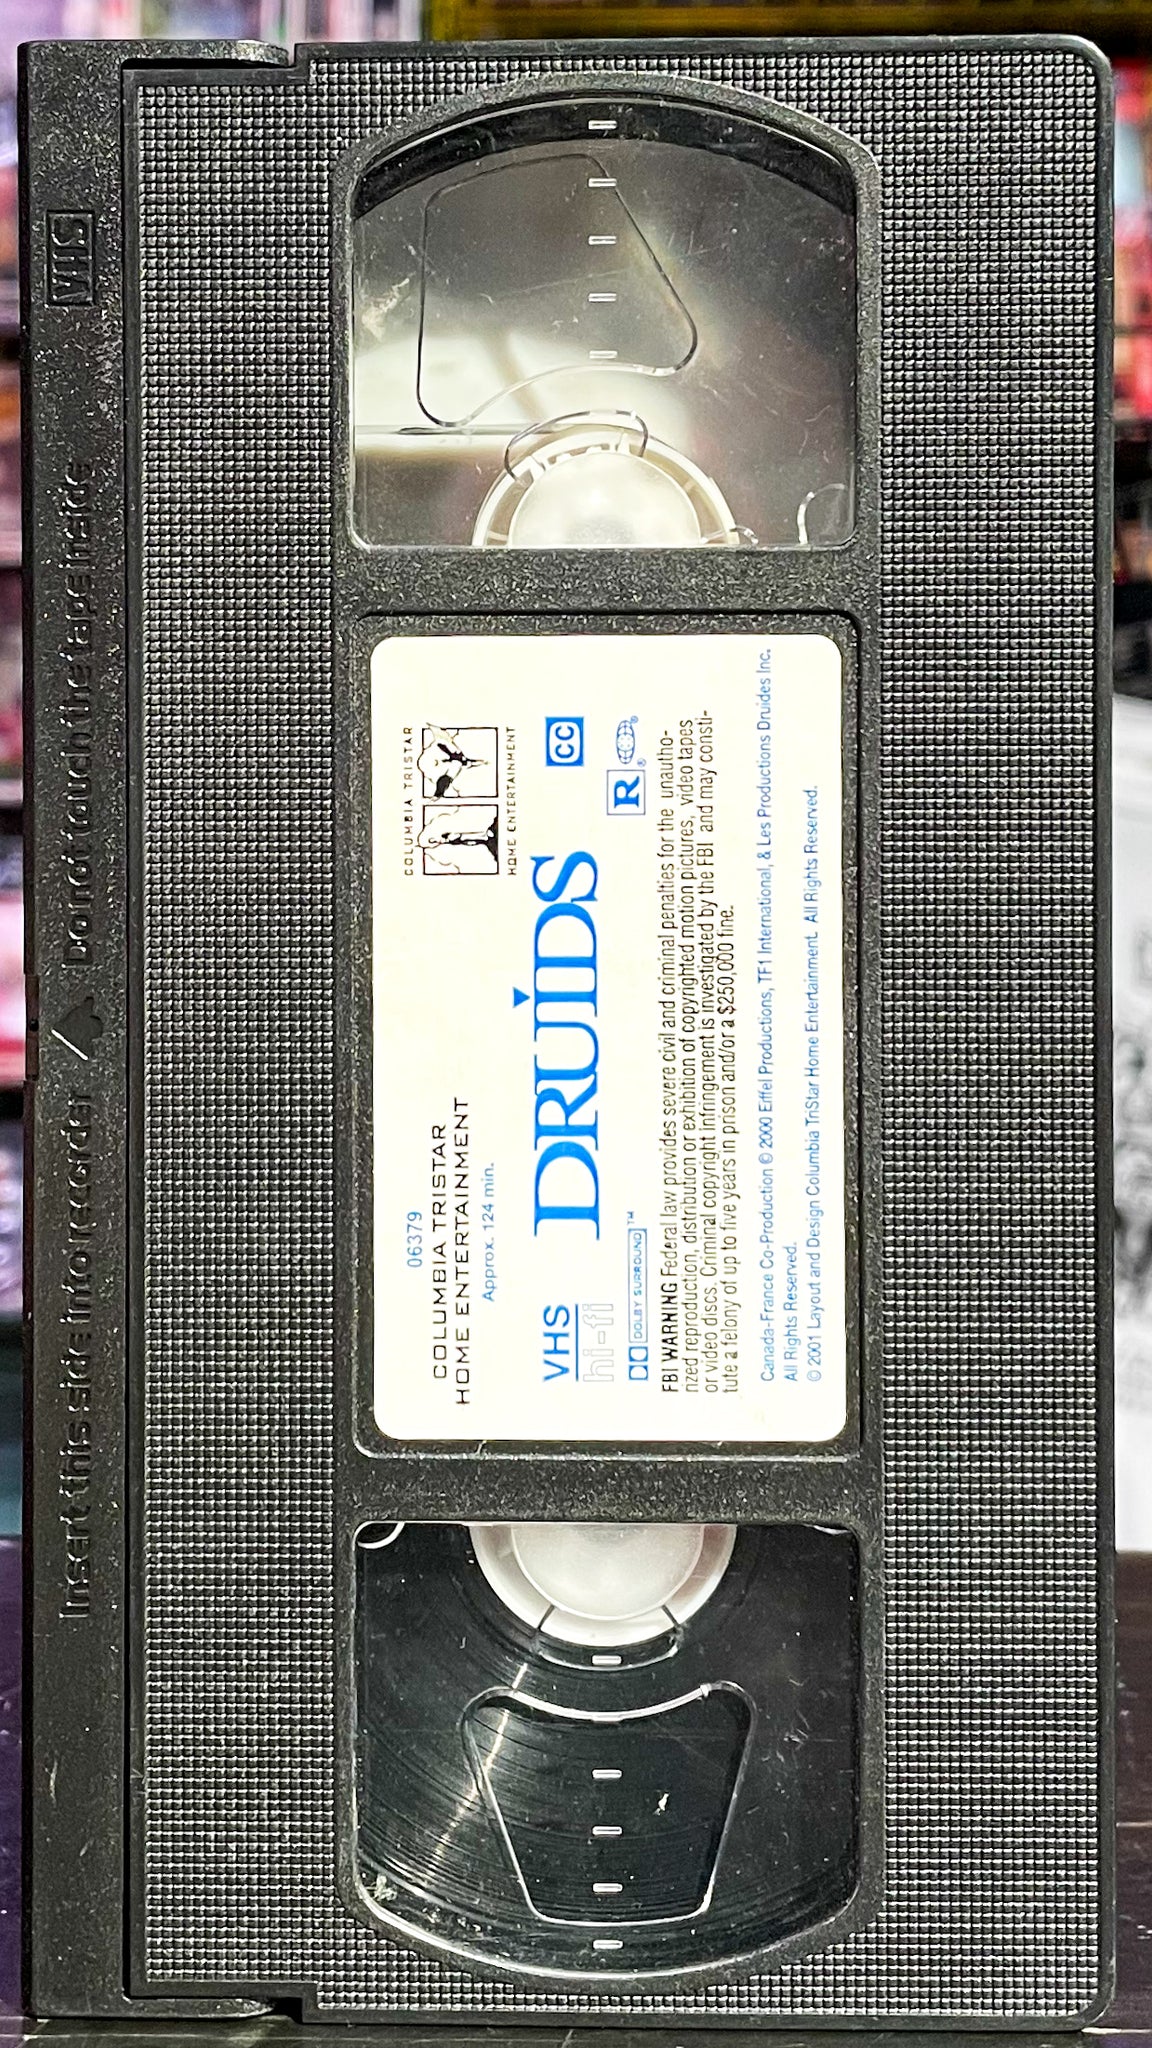 VHS
Insert this side into recorder
Do not touch the tape inside
06379
COLUMBIA TRISTAR
HOME ENTERTAINMENT
Approx. 124 min.
COLUMBIA TRISTAR
HOME ENTERTAINMENT
VHS
hi-fi
DRUIDS
CC
DOLBY SURROUND™
R®
®
FBI WARNING Federal law provides severe civil and criminal penalties for the unautho-
rized reproduction, distribution or exhibition of copyrighted motion pictures, video tapes
or video discs. Criminal copyright infringement is investigated by the FBI and may consti-
tute a felony of up to five years in prison and/or a $250,000 fine.
Canada-France Co-Production © 2000 Eiffel Productions, TF1 International, & Les Productions Druides Inc.
All Rights Reserved.
© 2001 Layout and Design Columbia TriStar Home Entertainment. All Rights Reserved.